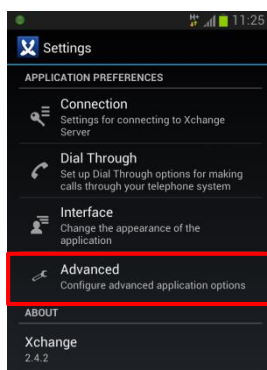 H+ 11:25
Settings
APPLICATION PREFERENCES
Connection
Settings for connecting to Xchange
Server
Dial Through
Set up Dial Through options for making
calls through your telephone system
Interface
Change the appearance of the
application
Advanced
Configure advanced application options
ABOUT
Xchange
2.4.2